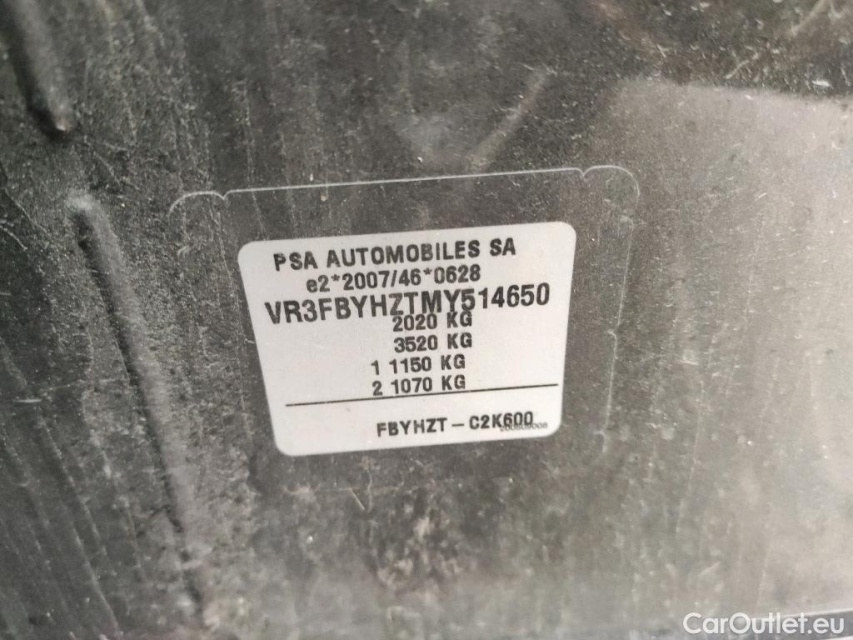 PSA AUTOMOBILES SA
e2*2007/46*0628
VR3FBYHZTMY514650
2020 KG
3520 KG
1 1150 KG
2 1070 KG
FBYHZT - C2K600
CarOutlet.eu